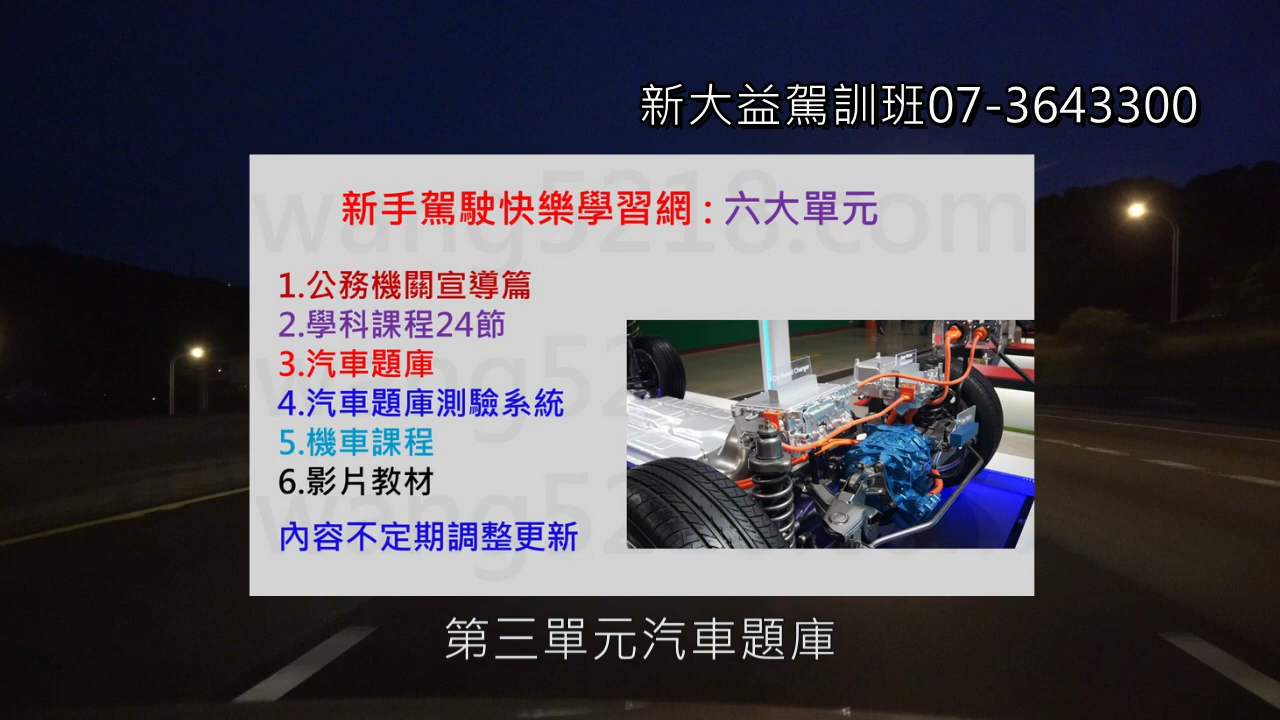 新大益駕訓班07-3643300
新手駕駛快樂學習網 : 六大單元
1.公務機關宣導篇
2.學科課程24節
3.汽車題庫
4.汽車題庫測驗系統
5.機車課程
6.影片教材
內容不定期調整更新
wang5218.com
第三單元汽車題庫